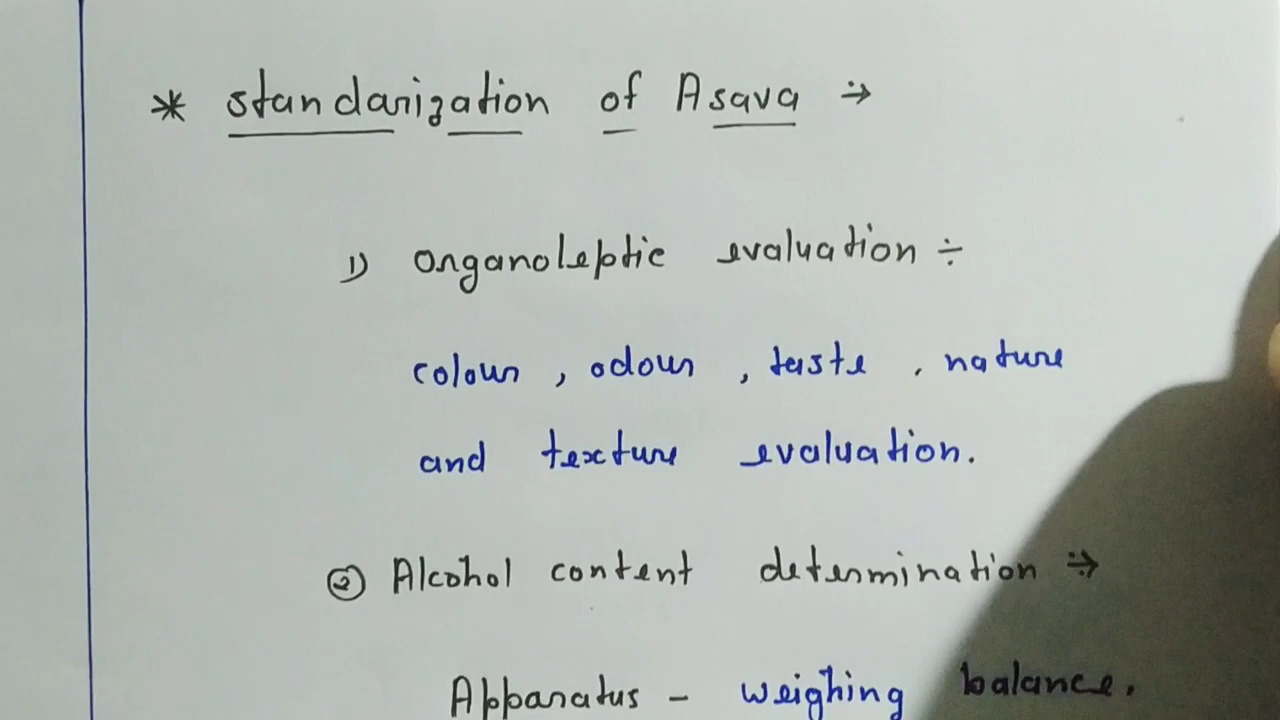 * standarization of Asava ÷>
1) Organoleptic evaluation ÷
colour, odour, taste, nature
and texture evaluation.
② Alcohol content determination ÷>
Apparatus - weighing balance.